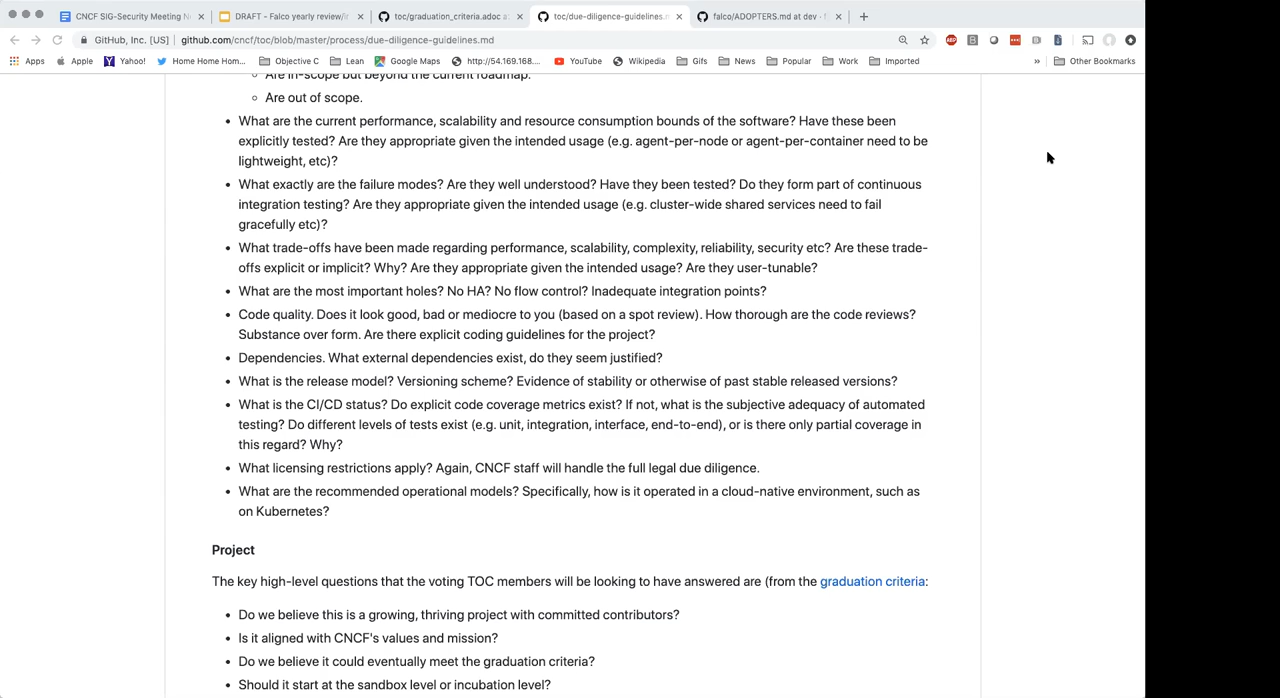 CNCF SIG-Security Meeting N
DRAFT - Falco yearly review/in
toc/graduation_criteria.adoc a
toc/due-diligence-guidelines.m
falco/ADOPTERS.md at dev ·
GitHub, Inc. [US] github.com/cncf/toc/blob/master/process/due-diligence-guidelines.md
Apps Apple Yahoo! Home Home Hom... Objective C Lean Google Maps http://54.169.168.... YouTube Wikipedia Gifs News Popular Work Imported » Other Bookmarks
Are in-scope but beyond the current roadmap.
Are out of scope.
What are the current performance, scalability and resource consumption bounds of the software? Have these been
explicitly tested? Are they appropriate given the intended usage (e.g. agent-per-node or agent-per-container need to be
lightweight, etc)?
What exactly are the failure modes? Are they well understood? Have they been tested? Do they form part of continuous
integration testing? Are they appropriate given the intended usage (e.g. cluster-wide shared services need to fail
gracefully etc)?
What trade-offs have been made regarding performance, scalability, complexity, reliability, security etc? Are these trade-
offs explicit or implicit? Why? Are they appropriate given the intended usage? Are they user-tunable?
What are the most important holes? No HA? No flow control? Inadequate integration points?
Code quality. Does it look good, bad or mediocre to you (based on a spot review). How thorough are the code reviews?
Substance over form. Are there explicit coding guidelines for the project?
Dependencies. What external dependencies exist, do they seem justified?
What is the release model? Versioning scheme? Evidence of stability or otherwise of past stable released versions?
What is the CI/CD status? Do explicit code coverage metrics exist? If not, what is the subjective adequacy of automated
testing? Do different levels of tests exist (e.g. unit, integration, interface, end-to-end), or is there only partial coverage in
this regard? Why?
What licensing restrictions apply? Again, CNCF staff will handle the full legal due diligence.
What are the recommended operational models? Specifically, how is it operated in a cloud-native environment, such as
on Kubernetes?
Project
The key high-level questions that the voting TOC members will be looking to have answered are (from the graduation criteria:
Do we believe this is a growing, thriving project with committed contributors?
Is it aligned with CNCF's values and mission?
Do we believe it could eventually meet the graduation criteria?
Should it start at the sandbox level or incubation level?